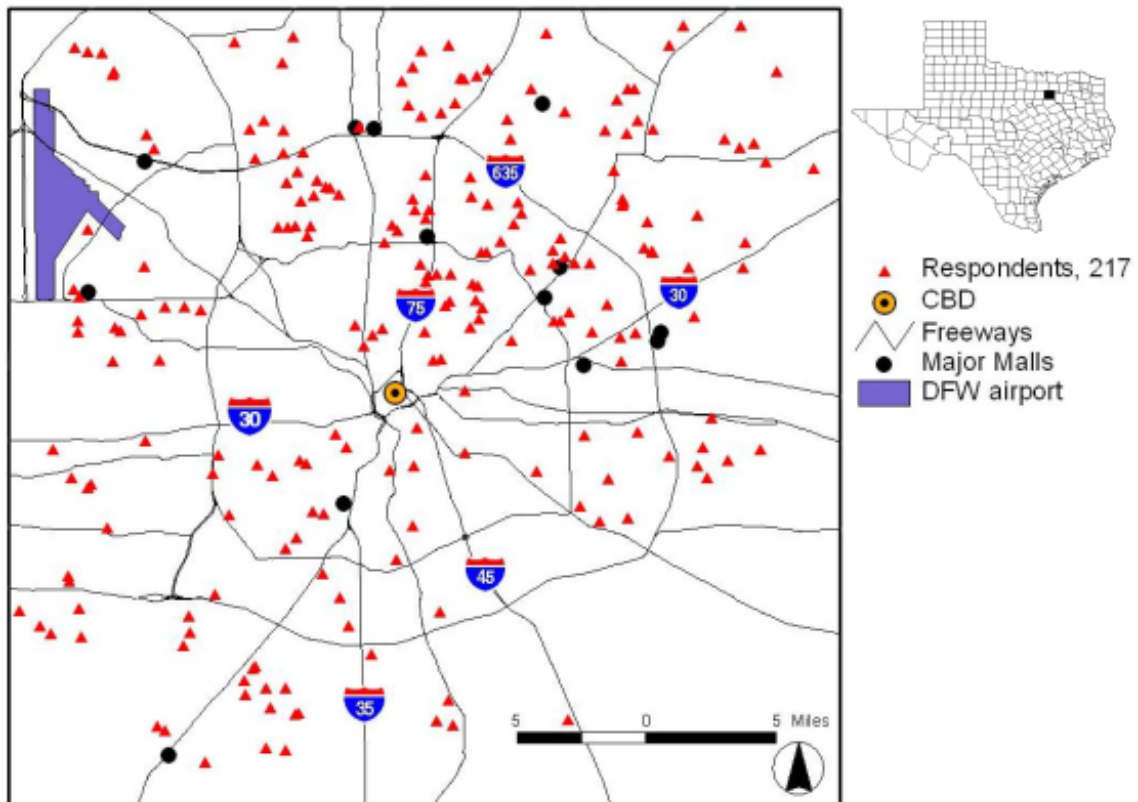 635
75
30
30
45
35
5 0 5 Miles
Respondents, 217
CBD
Freeways
Major Malls
DFW airport